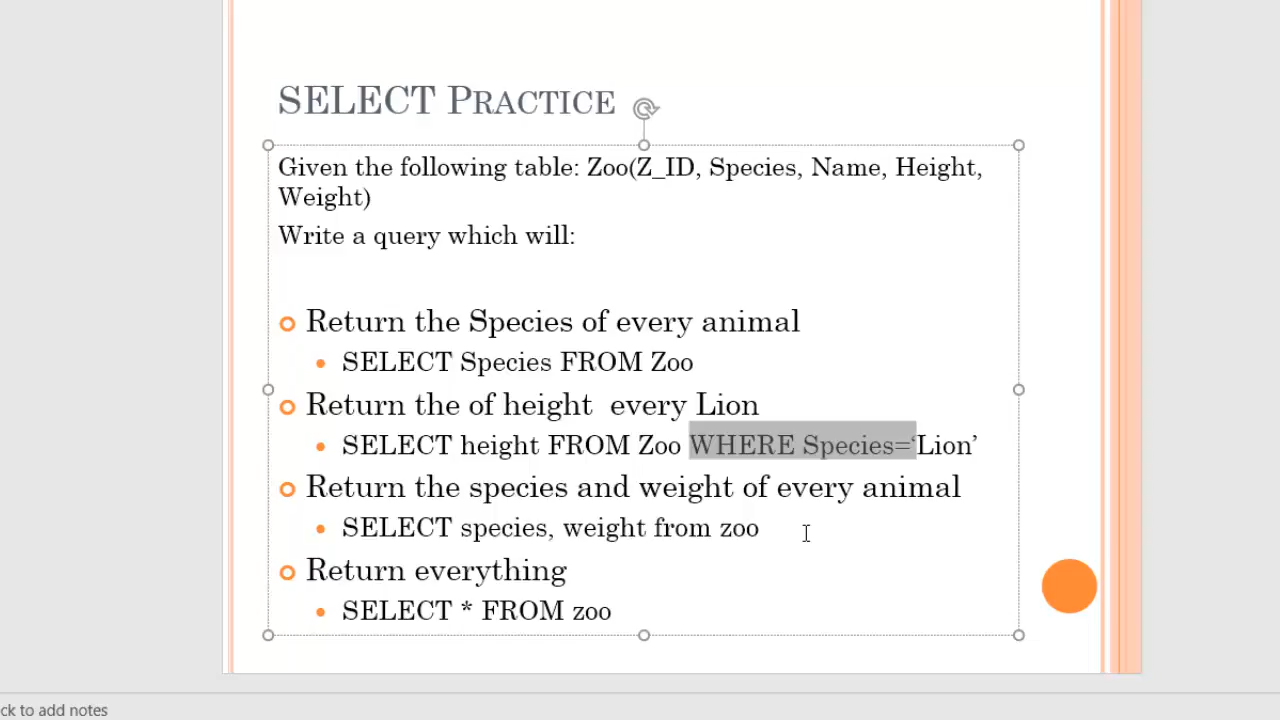 SELECT PRACTICE
Given the following table: Zoo(Z_ID, Species, Name, Height,
Weight)
Write a query which will:
Return the Species of every animal
SELECT Species FROM Zoo
Return the of height  every Lion
SELECT height FROM Zoo WHERE Species=‘Lion’
Return the species and weight of every animal
SELECT species, weight from zoo
Return everything
SELECT * FROM zoo
ck to add notes